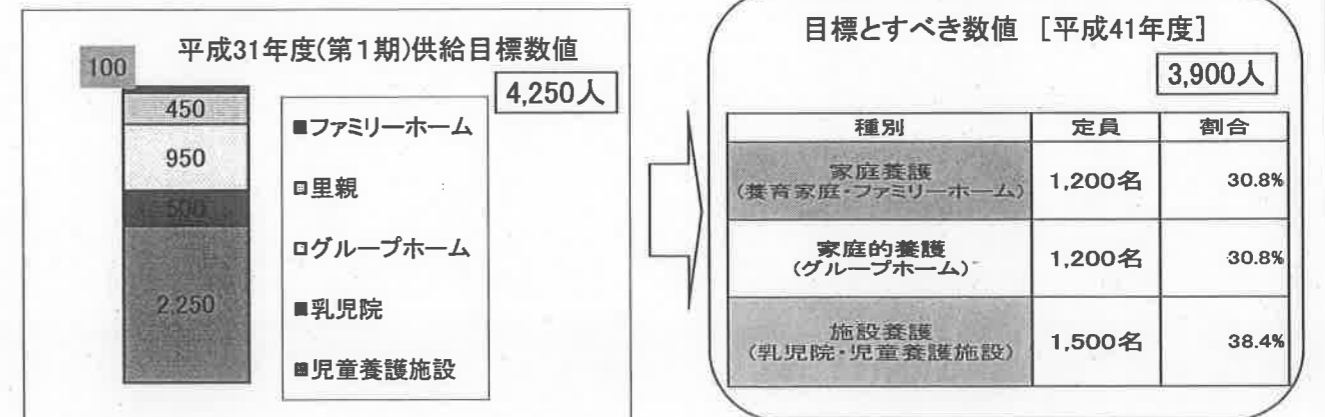 平成31年度(第1期)供給目標数値
4,250人
100
450
950
500
2,250
■ファミリーホーム
□里親
□グループホーム
■乳児院
■児童養護施設
目標とすべき数値 [平成41年度]
3,900人
種別 定員 割合
家庭養護
(養育家庭・ファミリーホーム) 1,200名 30.8%
家庭的養護
(グループホーム) 1,200名 30.8%
施設養護
(乳児院・児童養護施設) 1,500名 38.4%